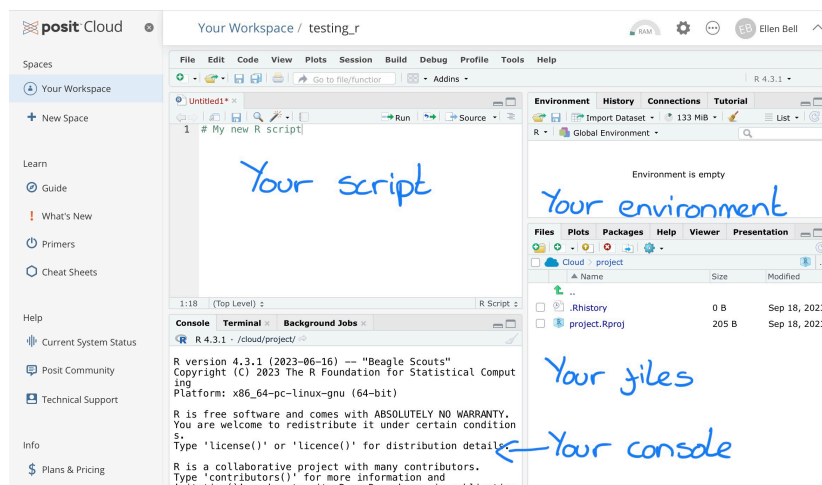 posit Cloud
Your Workspace / testing_r
RAM
EB Ellen Bell
Spaces
Your Workspace
New Space
Learn
Guide
What's New
Primers
Cheat Sheets
Help
Current System Status
Posit Community
Technical Support
Info
Plans & Pricing
File Edit Code View Plots Session Build Debug Profile Tools Help
Go to file/function Addins
R 4.3.1
Untitled1*
Run Source
1 # My new R script
Your script
1:18 (Top Level) R Script
Console Terminal Background Jobs
R 4.3.1 · /cloud/project/
R version 4.3.1 (2023-06-16) -- "Beagle Scouts"
Copyright (C) 2023 The R Foundation for Statistical Comput
ing
Platform: x86_64-pc-linux-gnu (64-bit)
R is free software and comes with ABSOLUTELY NO WARRANTY.
You are welcome to redistribute it under certain condition
s.
Type 'license()' or 'licence()' for distribution details.
R is a collaborative project with many contributors.
Type 'contributors()' for more information and
Environment History Connections Tutorial
Import Dataset 133 MiB List
R Global Environment
Environment is empty
Your environment
Files Plots Packages Help Viewer Presentation
Cloud project
Name Size Modified
..
.Rhistory 0 B Sep 18, 202
project.Rproj 205 B Sep 18, 202
Your files
Your console